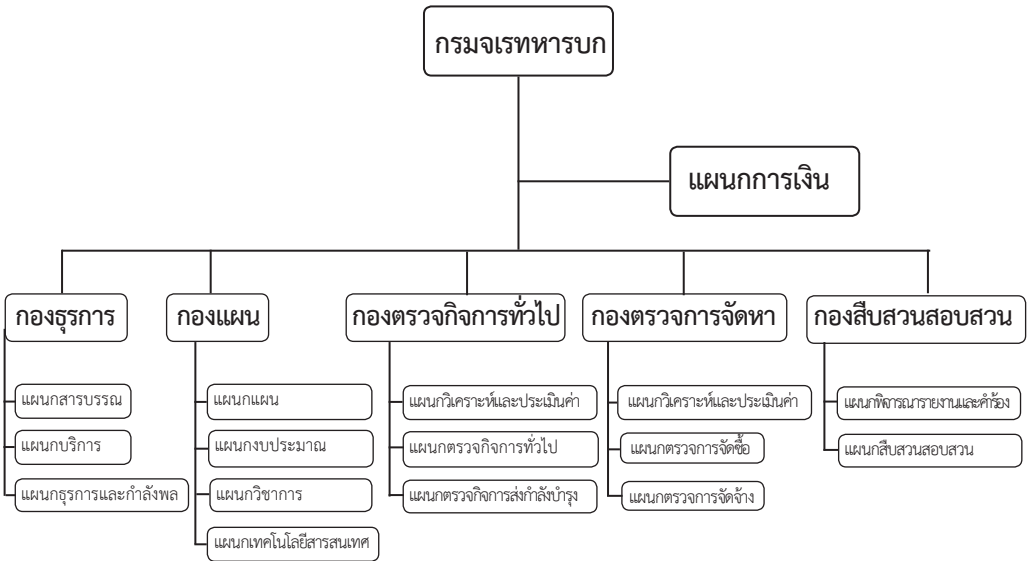 กรมจเรทหารบก
แผนกการเงิน
กองธุรการ
กองแผน
กองตรวจกิจการทั่วไป
กองตรวจการจัดหา
กองสืบสวนสอบสวน
แผนกสารบรรณ
แผนกบริการ
แผนกธุรการและกำลังพล
แผนกแผน
แผนกงบประมาณ
แผนกวิชาการ
แผนกเทคโนโลยีสารสนเทศ
แผนกวิเคราะห์และประเมินค่า
แผนกตรวจกิจการทั่วไป
แผนกตรวจกิจการส่งกำลังบำรุง
แผนกวิเคราะห์และประเมินค่า
แผนกตรวจการจัดซื้อ
แผนกตรวจการจัดจ้าง
แผนกพิจารณารายงานและคำร้อง
แผนกสืบสวนสอบสวน